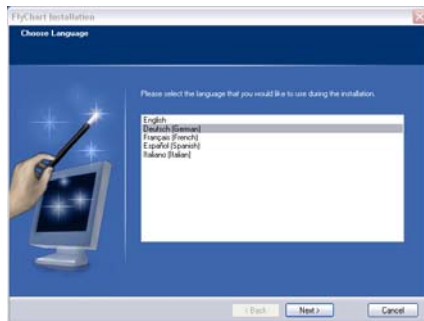 FlyChart Installation
Choose Language
Please select the language that you would like to use during the installation.
English
Deutsch (German)
Français (French)
Español (Spanish)
Italiano (Italian)
< Back
Next >
Cancel